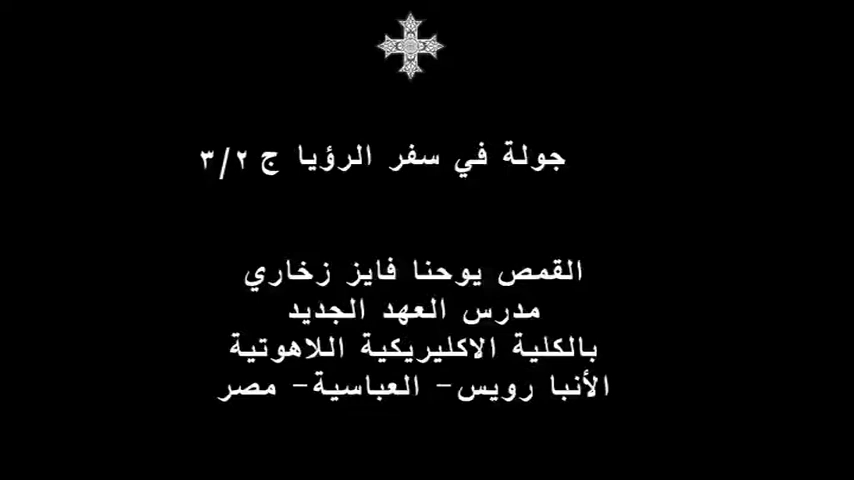 جولة في سفر الرؤيا ج ٣/٢
القمص يوحنا فايز زخاري
مدرس العهد الجديد
بالكلية الاكليريكية اللاهوتية
الأنبا رويس- العباسية- مصر